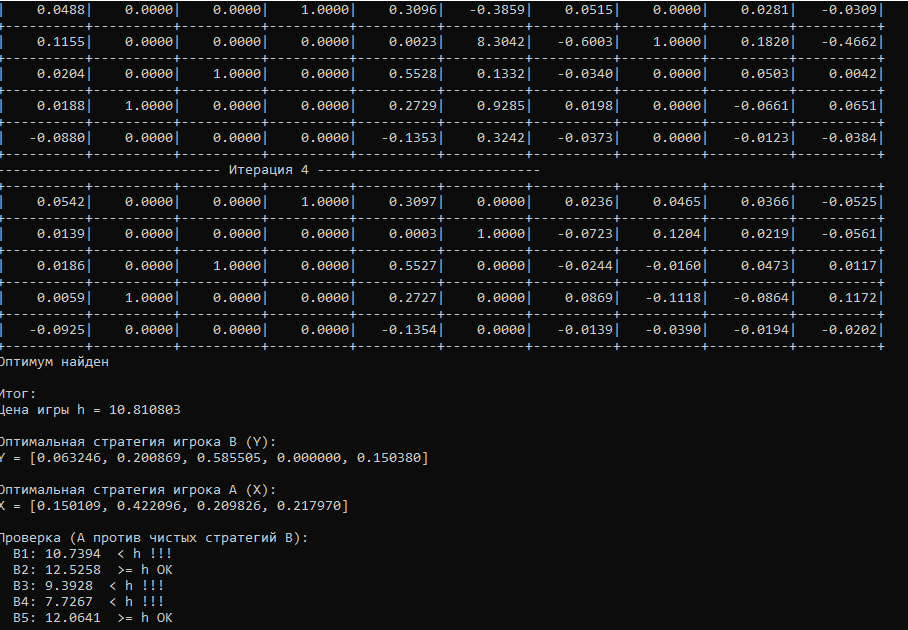 | 0.0488| 0.0000| 0.0000| 1.0000| 0.3096| -0.3859| 0.0515| 0.0000| 0.0281| -0.0309|
+----------+----------+----------+----------+----------+----------+----------+----------+----------+
| 0.1155| 0.0000| 0.0000| 0.0000| 0.0023| 8.3042| -0.6003| 1.0000| 0.1820| -0.4662|
+----------+----------+----------+----------+----------+----------+----------+----------+----------+
| 0.0204| 0.0000| 1.0000| 0.0000| 0.5528| 0.1332| -0.0340| 0.0000| 0.0503| 0.0042|
+----------+----------+----------+----------+----------+----------+----------+----------+----------+
| 0.0188| 1.0000| 0.0000| 0.0000| 0.2729| 0.9285| 0.0198| 0.0000| -0.0661| 0.0651|
+----------+----------+----------+----------+----------+----------+----------+----------+----------+
| -0.0880| 0.0000| 0.0000| 0.0000| -0.1353| 0.3242| -0.0373| 0.0000| -0.0123| -0.0384|
+----------+----------+----------+----------+----------+----------+----------+----------+----------+
---------------------------- Итерация 4 ----------------------------
+----------+----------+----------+----------+----------+----------+----------+----------+----------+
| 0.0542| 0.0000| 0.0000| 1.0000| 0.3097| 0.0000| 0.0236| 0.0465| 0.0366| -0.0525|
+----------+----------+----------+----------+----------+----------+----------+----------+----------+
| 0.0139| 0.0000| 0.0000| 0.0000| 0.0003| 1.0000| -0.0723| 0.1204| 0.0219| -0.0561|
+----------+----------+----------+----------+----------+----------+----------+----------+----------+
| 0.0186| 0.0000| 1.0000| 0.0000| 0.5527| 0.0000| -0.0244| -0.0160| 0.0473| 0.0117|
+----------+----------+----------+----------+----------+----------+----------+----------+----------+
| 0.0059| 1.0000| 0.0000| 0.0000| 0.2727| 0.0000| 0.0869| -0.1118| -0.0864| 0.1172|
+----------+----------+----------+----------+----------+----------+----------+----------+----------+
| -0.0925| 0.0000| 0.0000| 0.0000| -0.1354| 0.0000| -0.0139| -0.0390| -0.0194| -0.0202|
+----------+----------+----------+----------+----------+----------+----------+----------+----------+
Оптимум найден
Итог:
Цена игры h = 10.810803
Оптимальная стратегия игрока B (Y):
Y = [0.063246, 0.200869, 0.585505, 0.000000, 0.150380]
Оптимальная стратегия игрока A (X):
X = [0.150109, 0.422096, 0.209826, 0.217970]
Проверка (A против чистых стратегий B):
B1: 10.7394 < h !!!
B2: 12.5258 >= h OK
B3: 9.3928 < h !!!
B4: 7.7267 < h !!!
B5: 12.0641 >= h OK